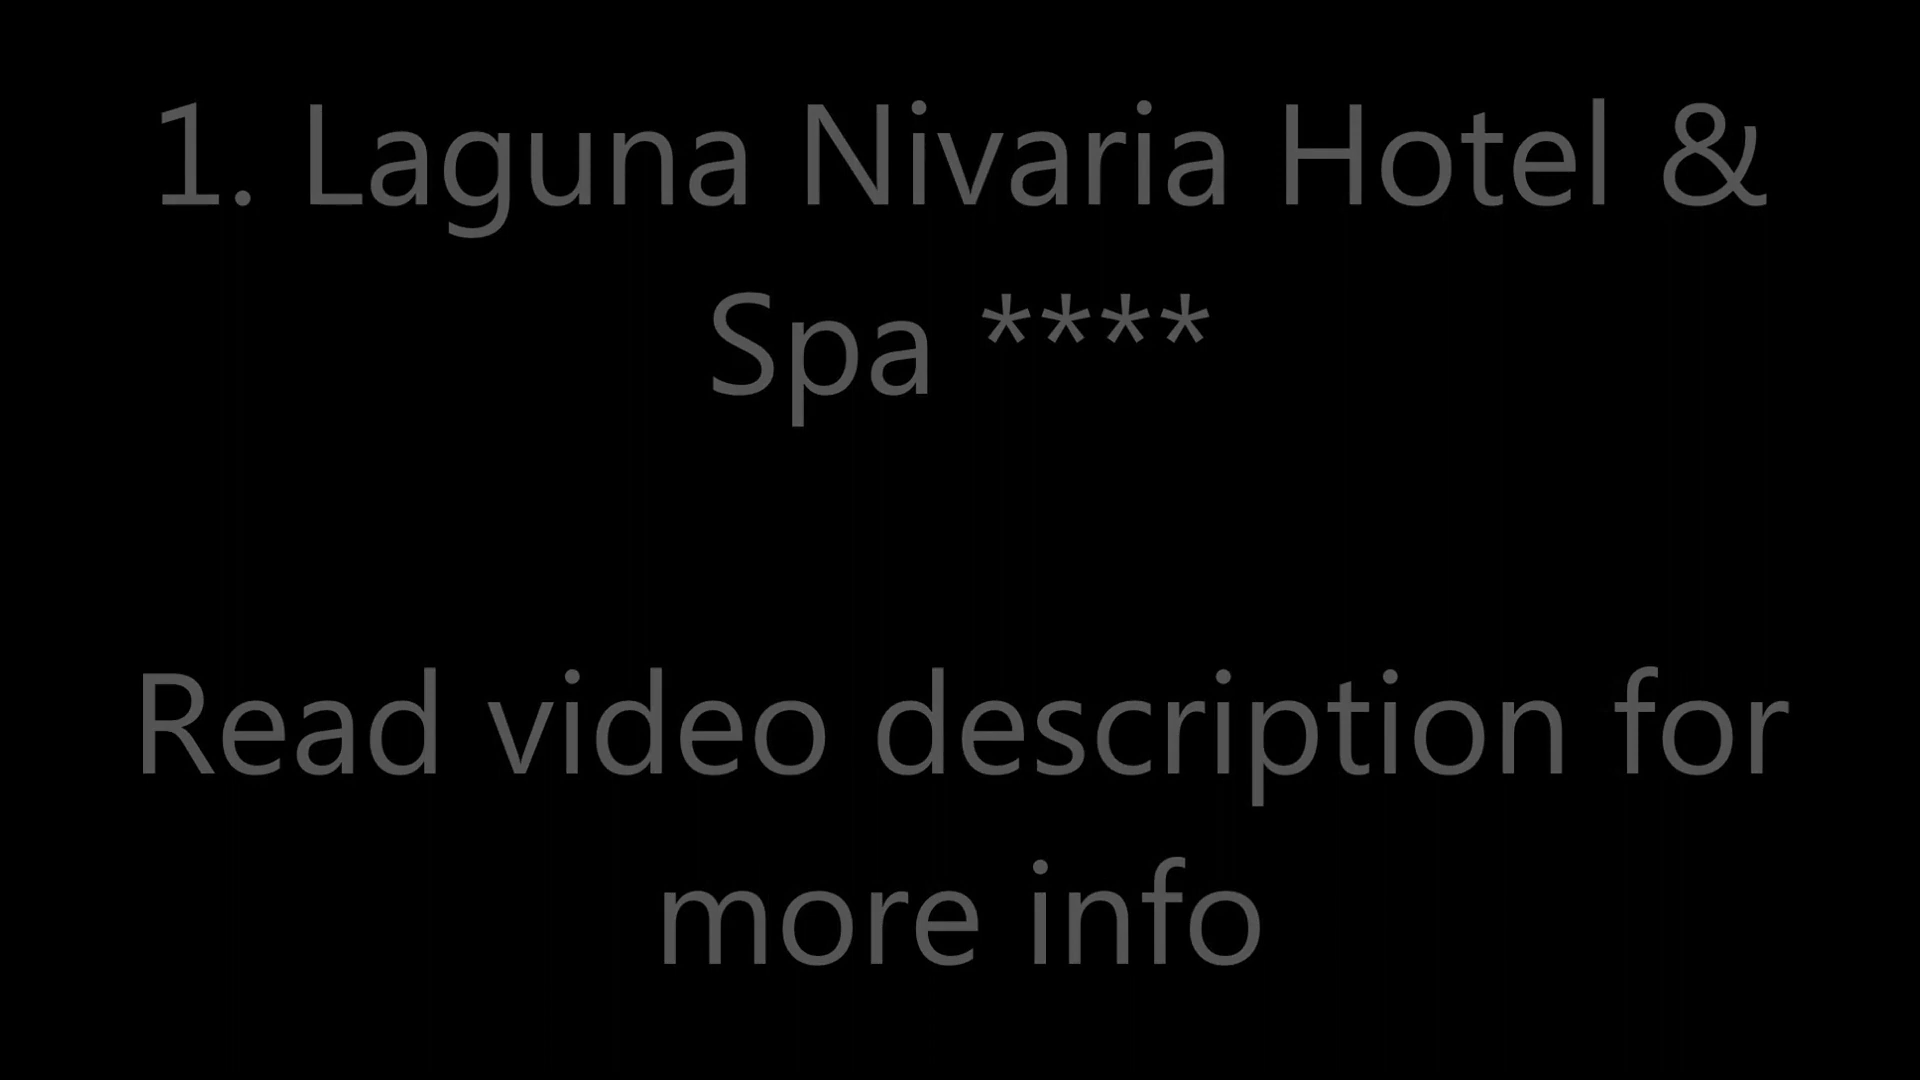 1. Laguna Nivaria Hotel &
Spa ****
Read video description for
more info